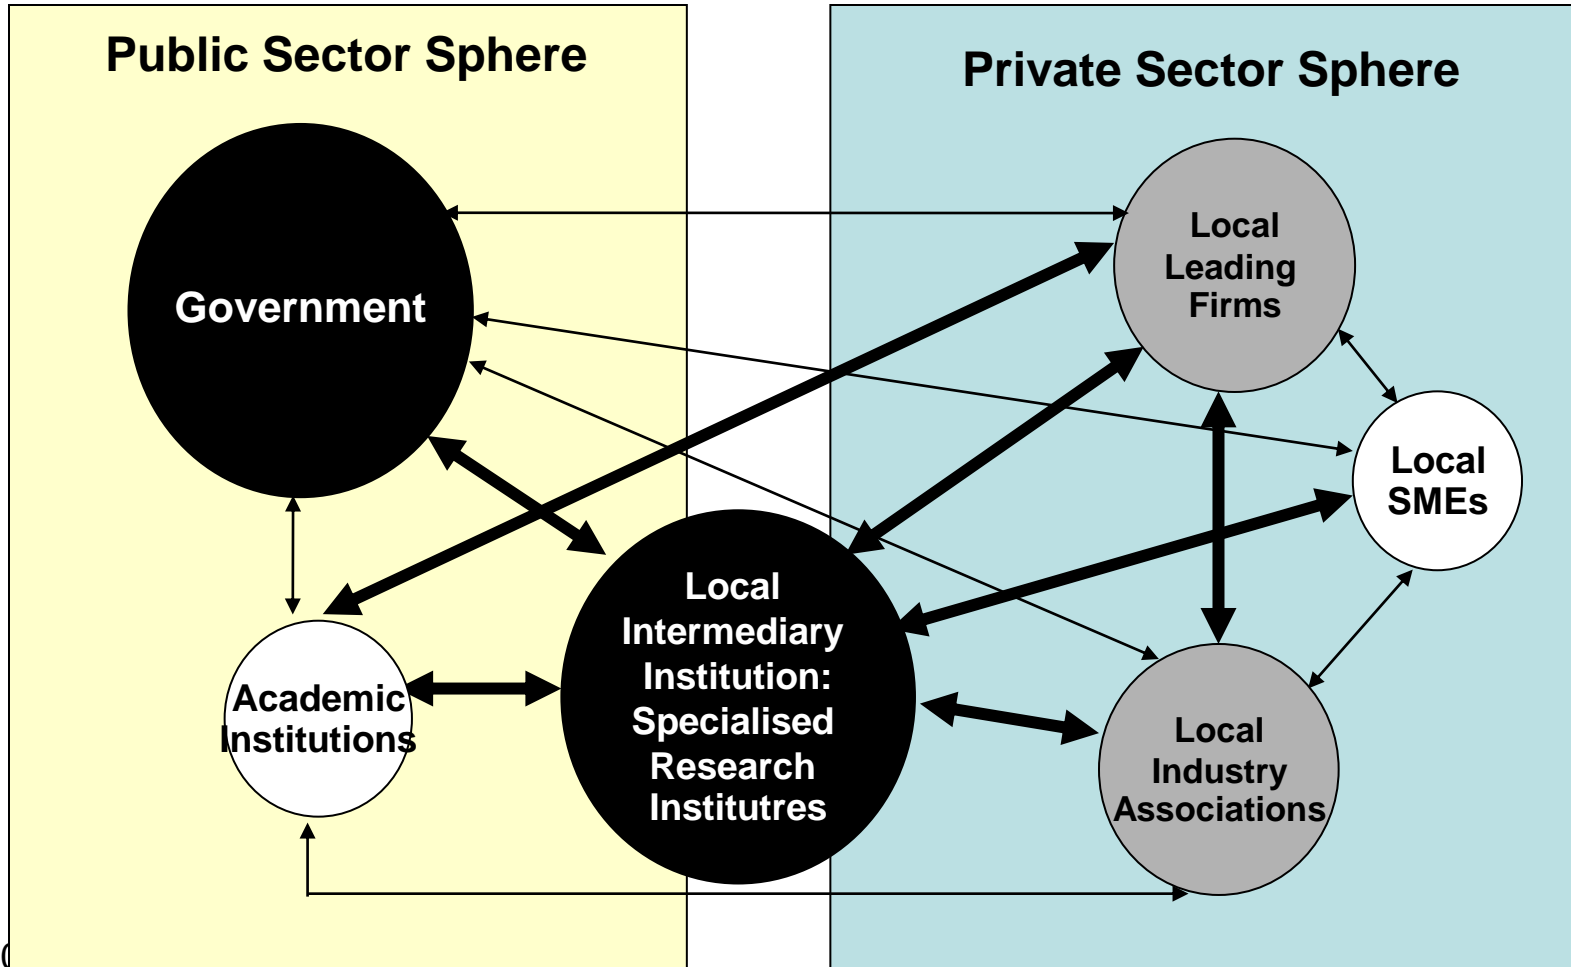 Public Sector Sphere
Private Sector Sphere
Government
Local
Leading
Firms
Local
SMEs
Local
Intermediary
Institution:
Specialised
Research
Institutres
Academic
Institutions
Local
Industry
Associations